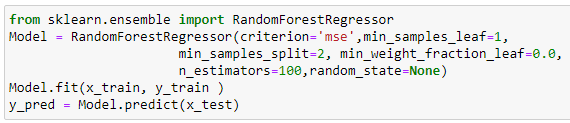 from sklearn.ensemble import RandomForestRegressor
Model = RandomForestRegressor(criterion='mse',min_samples_leaf=1,
                       min_samples_split=2, min_weight_fraction_leaf=0.0,
                       n_estimators=100,random_state=None)
Model.fit(x_train, y_train )
y_pred = Model.predict(x_test)